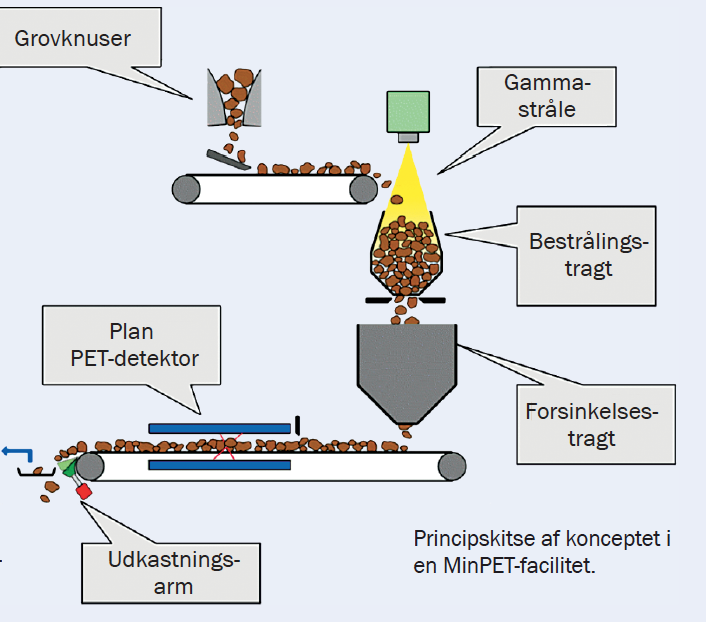 Grovknuser
Gamma-
stråle
Bestrålings-
tragt
Plan
PET-detektor
Forsinkelses-
tragt
Udkastnings-
arm
Principskitse af konceptet i
en MinPET-facilitet.